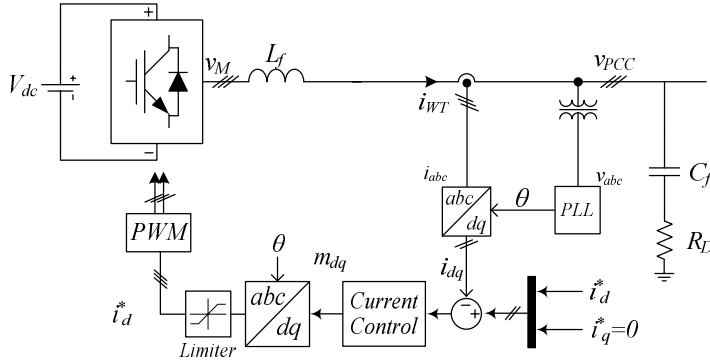 +
V_dc
+
-
−
v_M
L_f
i_WT
v_PCC
i_abc
v_abc
C_f
abc
dq
θ
PLL
R_D
PWM
θ
m_dq
i_dq
i*_d
abc
dq
Current
Control
−
+
i*_d
i*_q=0
Limiter